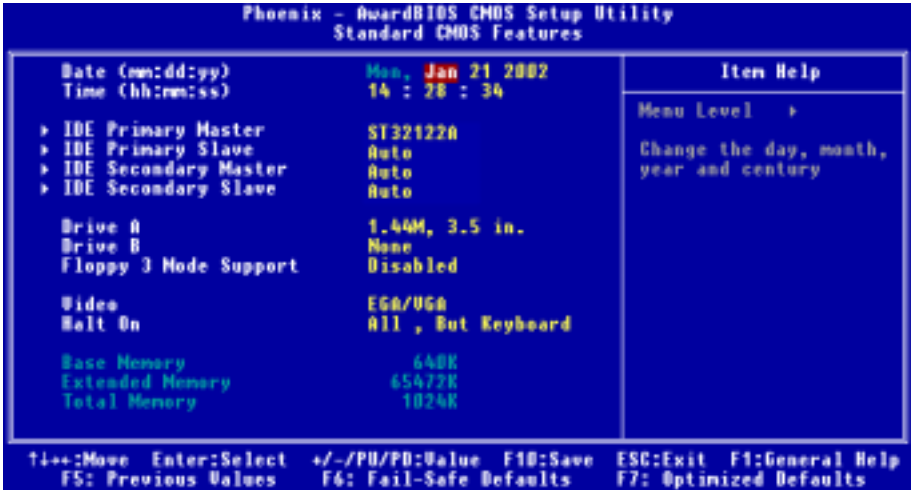 Phoenix - AwardBIOS CMOS Setup Utility
Standard CMOS Features
Date (mm:dd:yy) Mon, Jan 21 2002
Time (hh:mm:ss) 14 : 28 : 34
IDE Primary Master ST32122A
IDE Primary Slave Auto
IDE Secondary Master Auto
IDE Secondary Slave Auto
Drive A 1.44M, 3.5 in.
Drive B None
Floppy 3 Mode Support Disabled
Video EGA/VGA
Halt On All , But Keyboard
Base Memory 640K
Extended Memory 65472K
Total Memory 1024K
Item Help
Menu Level ▸
Change the day, month,
year and century
↑↓→←:Move Enter:Select +/-/PU/PD:Value F10:Save ESC:Exit F1:General Help
F5: Previous Values F6: Fail-Safe Defaults F7: Optimized Defaults